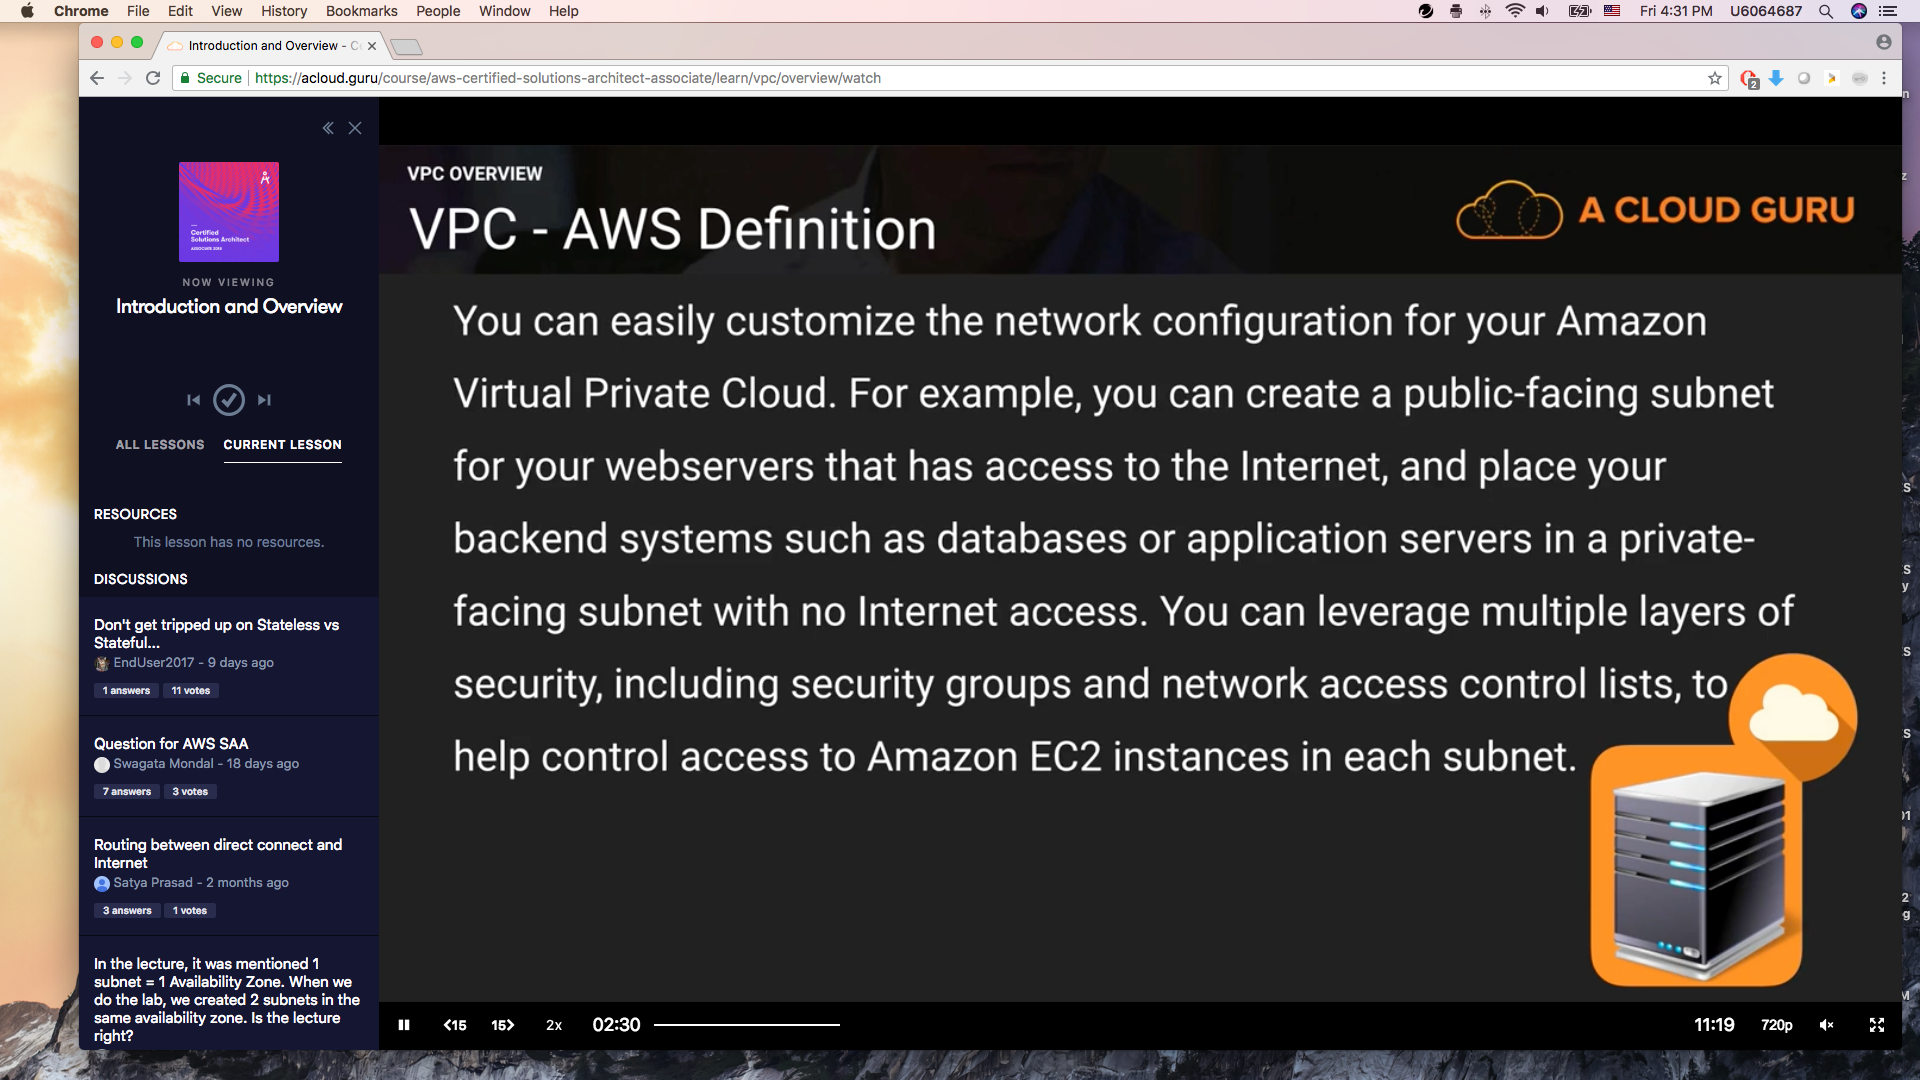 Chrome File Edit View History Bookmarks People Window Help
Fri 4:31 PM U6064687
Introduction and Overview - C
Secure https://acloud.guru/course/aws-certified-solutions-architect-associate/learn/vpc/overview/watch
2
Certified
Solutions Architect
NOW VIEWING
Introduction and Overview
ALL LESSONS CURRENT LESSON
RESOURCES
This lesson has no resources.
DISCUSSIONS
Don't get tripped up on Stateless vs
Stateful...
EndUser2017 - 9 days ago
1 answers 11 votes
Question for AWS SAA
Swagata Mondal - 18 days ago
7 answers 3 votes
Routing between direct connect and
Internet
Satya Prasad - 2 months ago
3 answers 1 votes
In the lecture, it was mentioned 1
subnet = 1 Availability Zone. When we
do the lab, we created 2 subnets in the
same availability zone. Is the lecture
right?
VPC OVERVIEW
VPC - AWS Definition
A CLOUD GURU
You can easily customize the network configuration for your Amazon
Virtual Private Cloud. For example, you can create a public-facing subnet
for your webservers that has access to the Internet, and place your
backend systems such as databases or application servers in a private-
facing subnet with no Internet access. You can leverage multiple layers of
security, including security groups and network access control lists, to
help control access to Amazon EC2 instances in each subnet.
<15 15> 2x 02:30 11:19 720p